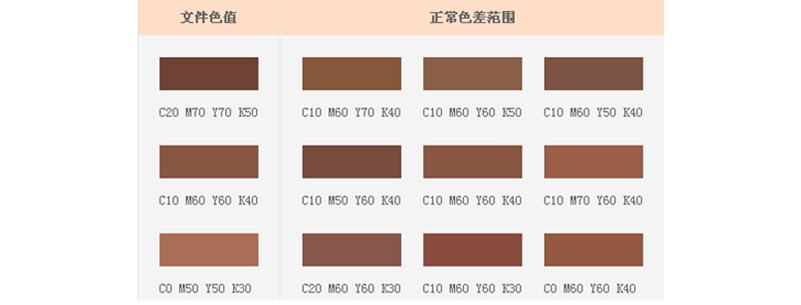 文件色值 正常色差范围
C20 M70 Y70 K50 C10 M60 Y70 K40 C10 M60 Y60 K50 C10 M60 Y50 K40
C10 M60 Y60 K40 C10 M50 Y60 K40 C10 M60 Y60 K40 C10 M70 Y60 K40
C0 M50 Y50 K30 C20 M60 Y60 K30 C10 M60 Y60 K30 C0 M60 Y60 K40